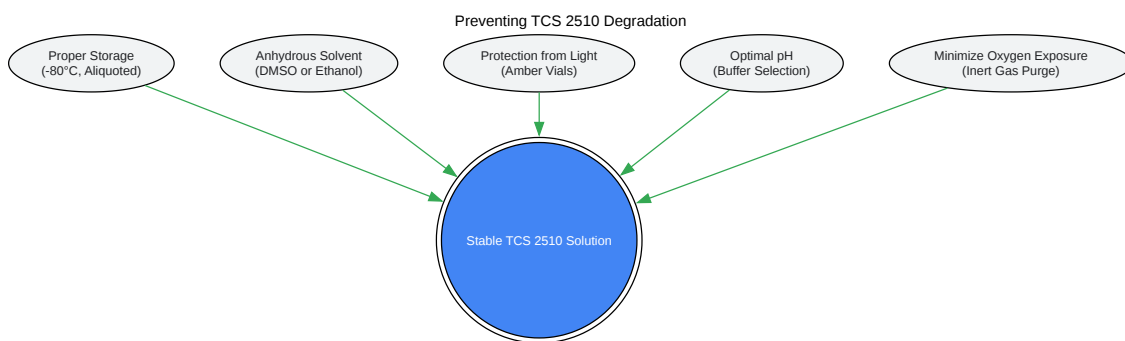 Preventing TCS 2510 Degradation
Proper Storage
(-80°C, Aliquoted)
Anhydrous Solvent
(DMSO or Ethanol)
Protection from Light
(Amber Vials)
Optimal pH
(Buffer Selection)
Minimize Oxygen Exposure
(Inert Gas Purge)
Stable TCS 2510 Solution